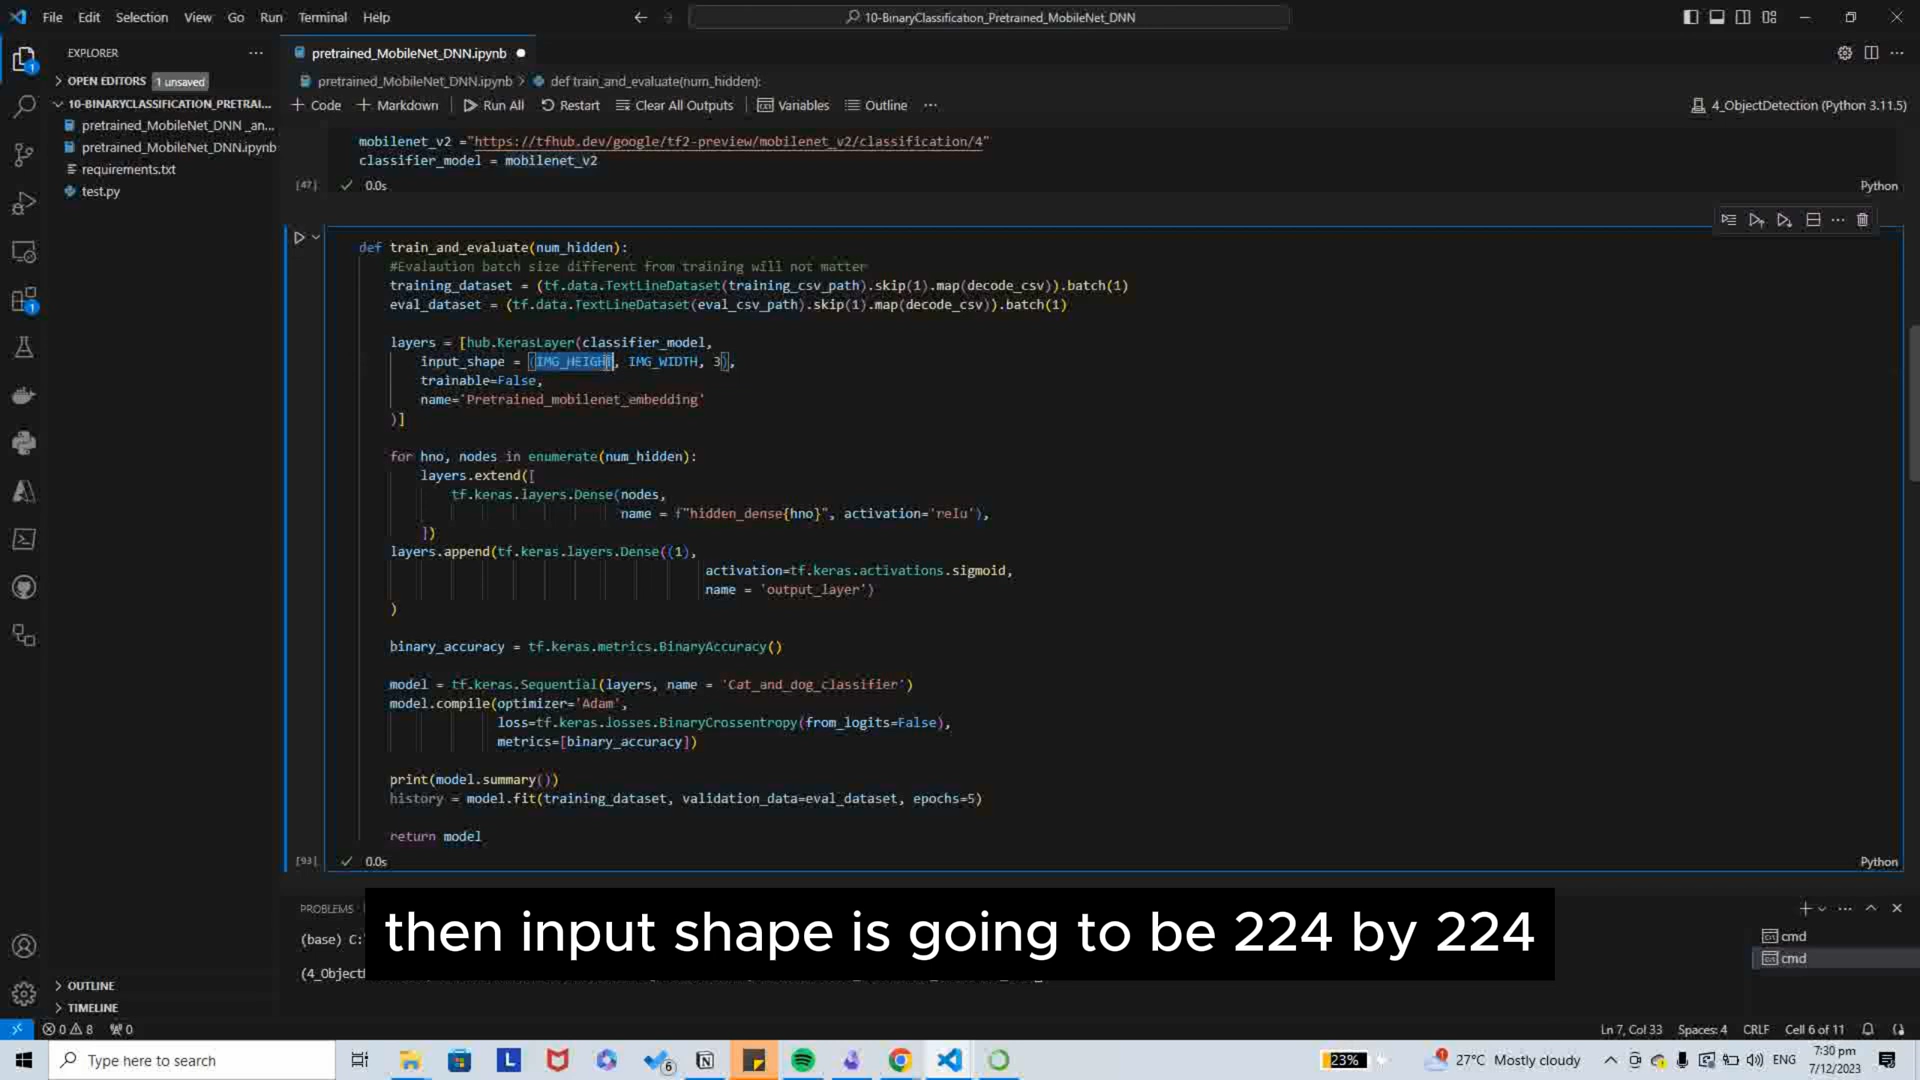 File Edit Selection View Go Run Terminal Help
10-BinaryClassification_Pretrained_MobileNet_DNN
EXPLORER
OPEN EDITORS 1 unsaved
10-BINARYCLASSIFICATION_PRETRAI...
pretrained_MobileNet_DNN _an...
pretrained_MobileNet_DNN.ipynb
requirements.txt
test.py
OUTLINE
TIMELINE
pretrained_MobileNet_DNN.ipynb
pretrained_MobileNet_DNN.ipynb > def train_and_evaluate(num_hidden):
+ Code + Markdown Run All Restart Clear All Outputs Variables Outline ...
4_ObjectDetection (Python 3.11.5)
mobilenet_v2 ="https://tfhub.dev/google/tf2-preview/mobilenet_v2/classification/4"
classifier_model = mobilenet_v2
[47] 0.0s
Python
def train_and_evaluate(num_hidden):
#Evalaution batch size different from training will not matter
training_dataset = (tf.data.TextLineDataset(training_csv_path).skip(1).map(decode_csv)).batch(1)
eval_dataset = (tf.data.TextLineDataset(eval_csv_path).skip(1).map(decode_csv)).batch(1)
layers = [hub.KerasLayer(classifier_model,
input_shape = (IMG_HEIGHT, IMG_WIDTH, 3),
trainable=False,
name='Pretrained_mobilenet_embedding'
)]
for hno, nodes in enumerate(num_hidden):
layers.extend([
tf.keras.layers.Dense(nodes,
name = f"hidden_dense{hno}", activation='relu'),
])
layers.append(tf.keras.layers.Dense((1),
activation=tf.keras.activations.sigmoid,
name = 'output_layer')
)
binary_accuracy = tf.keras.metrics.BinaryAccuracy()
model = tf.keras.Sequential(layers, name = 'Cat_and_dog_classifier')
model.compile(optimizer='Adam',
loss=tf.keras.losses.BinaryCrossentropy(from_logits=False),
metrics=[binary_accuracy])
print(model.summary())
history = model.fit(training_dataset, validation_data=eval_dataset, epochs=5)
return model
[93] 0.0s
Python
PROBLEMS
(base) C:
(4_Object
cmd
cmd
then input shape is going to be 224 by 224
0 8 0
Ln 7, Col 33 Spaces: 4 CRLF Cell 6 of 11
Type here to search
6
23%
27°C Mostly cloudy
ENG
7:30 pm
7/12/2023